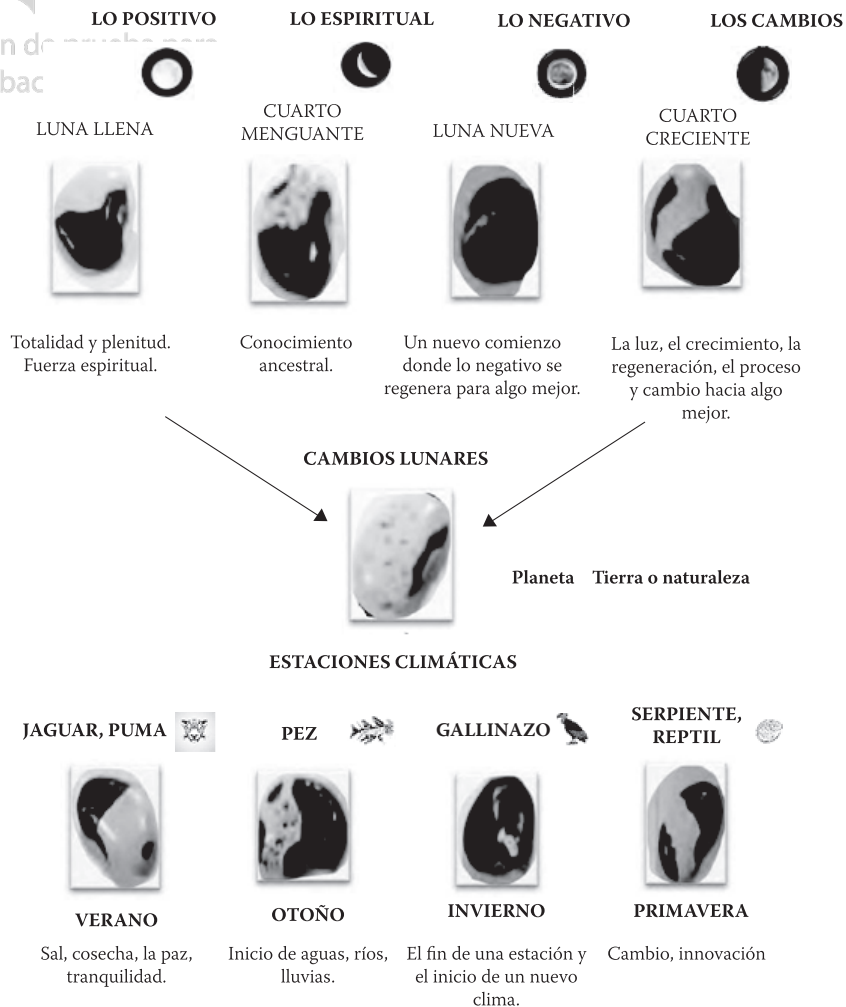 LO POSITIVO
LO ESPIRITUAL
LO NEGATIVO
LOS CAMBIOS
LUNA LLENA
CUARTO
MENGUANTE
LUNA NUEVA
CUARTO
CRECIENTE
Totalidad y plenitud.
Fuerza espiritual.
Conocimiento
ancestral.
Un nuevo comienzo
donde lo negativo se
regenera para algo mejor.
La luz, el crecimiento, la
regeneración, el proceso
y cambio hacia algo
mejor.
CAMBIOS LUNARES
Planeta Tierra o naturaleza
ESTACIONES CLIMÁTICAS
JAGUAR, PUMA
PEZ
GALLINAZO
SERPIENTE,
REPTIL
VERANO
OTOÑO
INVIERNO
PRIMAVERA
Sal, cosecha, la paz,
tranquilidad.
Inicio de aguas, ríos,
lluvias.
El fin de una estación y
el inicio de un nuevo
clima.
Cambio, innovación